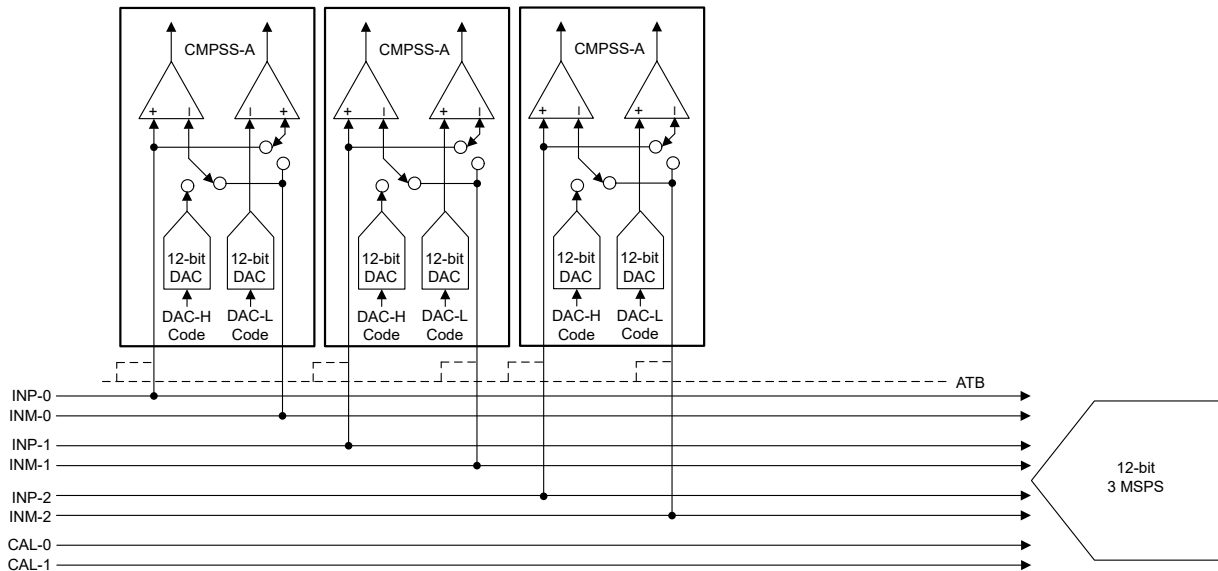 CMPSS-A CMPSS-A CMPSS-A
+ – – + + – + – + – + –
12-bit 12-bit 12-bit 12-bit 12-bit 12-bit
DAC DAC DAC DAC DAC DAC
DAC-H DAC-L DAC-H DAC-L DAC-H DAC-L
Code Code Code Code Code Code
ATB
INP-0
INM-0
INP-1
INM-1
12-bit
3 MSPS
INP-2
INM-2
CAL-0
CAL-1